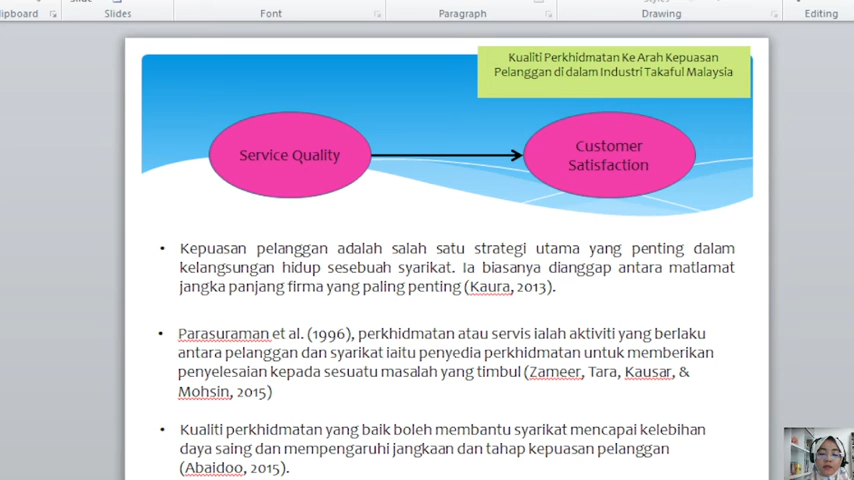 lipboard
Slides
Font
Paragraph
Drawing
Editing
Kualiti Perkhidmatan Ke Arah Kepuasan
Pelanggan di dalam Industri Takaful Malaysia
Service Quality
Customer
Satisfaction
• Kepuasan pelanggan adalah salah satu strategi utama yang penting dalam
kelangsungan hidup sesebuah syarikat. Ia biasanya dianggap antara matlamat
jangka panjang firma yang paling penting (Kaura, 2013).
• Parasuraman et al. (1996), perkhidmatan atau servis ialah aktiviti yang berlaku
antara pelanggan dan syarikat iaitu penyedia perkhidmatan untuk memberikan
penyelesaian kepada sesuatu masalah yang timbul (Zameer, Tara, Kausar, &
Mohsin, 2015)
• Kualiti perkhidmatan yang baik boleh membantu syarikat mencapai kelebihan
daya saing dan mempengaruhi jangkaan dan tahap kepuasan pelanggan
(Abaidoo, 2015).